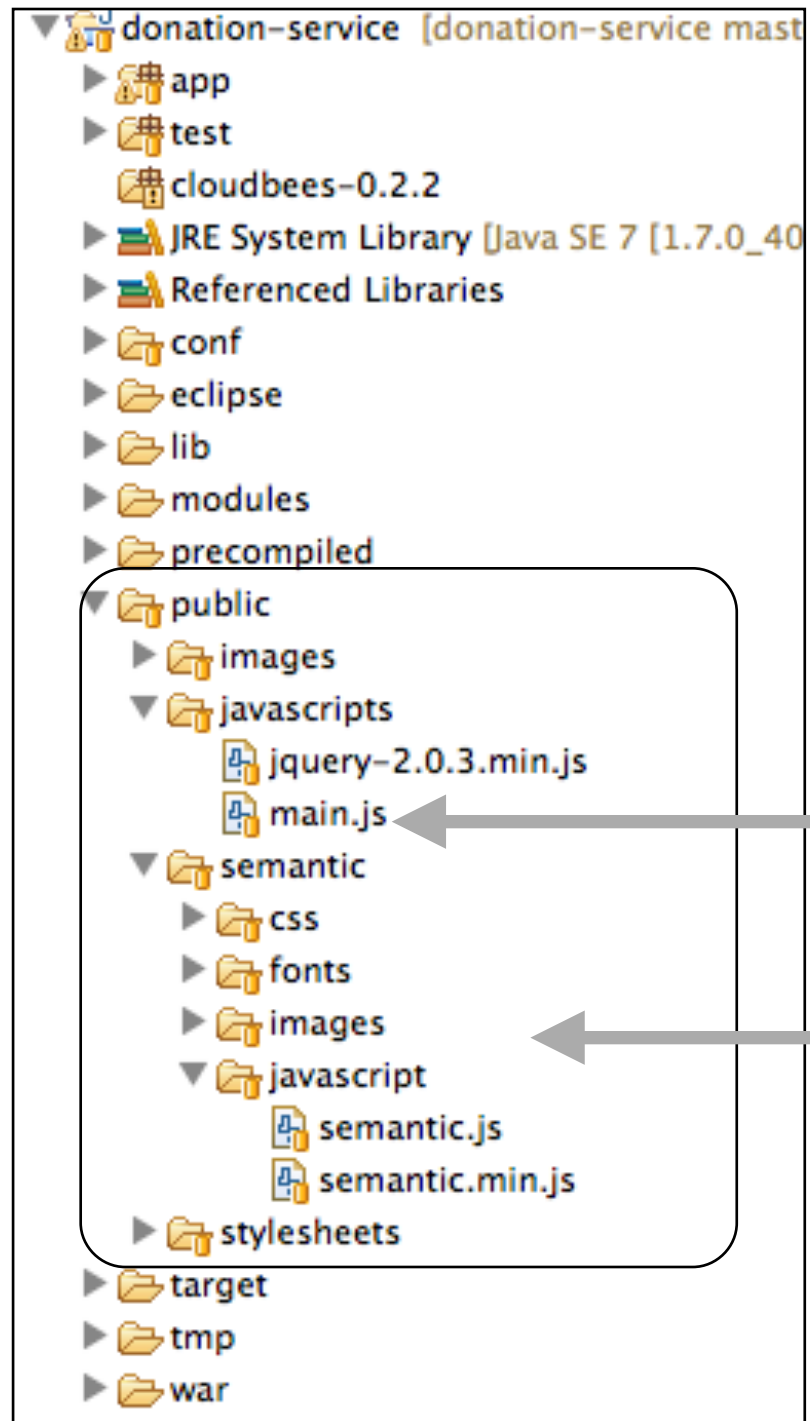 donation-service [donation-service mast
app
test
cloudbees-0.2.2
JRE System Library [Java SE 7 [1.7.0_40
Referenced Libraries
conf
eclipse
lib
modules
precompiled
public
images
javascripts
jquery-2.0.3.min.js
main.js
semantic
css
fonts
images
javascript
semantic.js
semantic.min.js
stylesheets
target
tmp
war